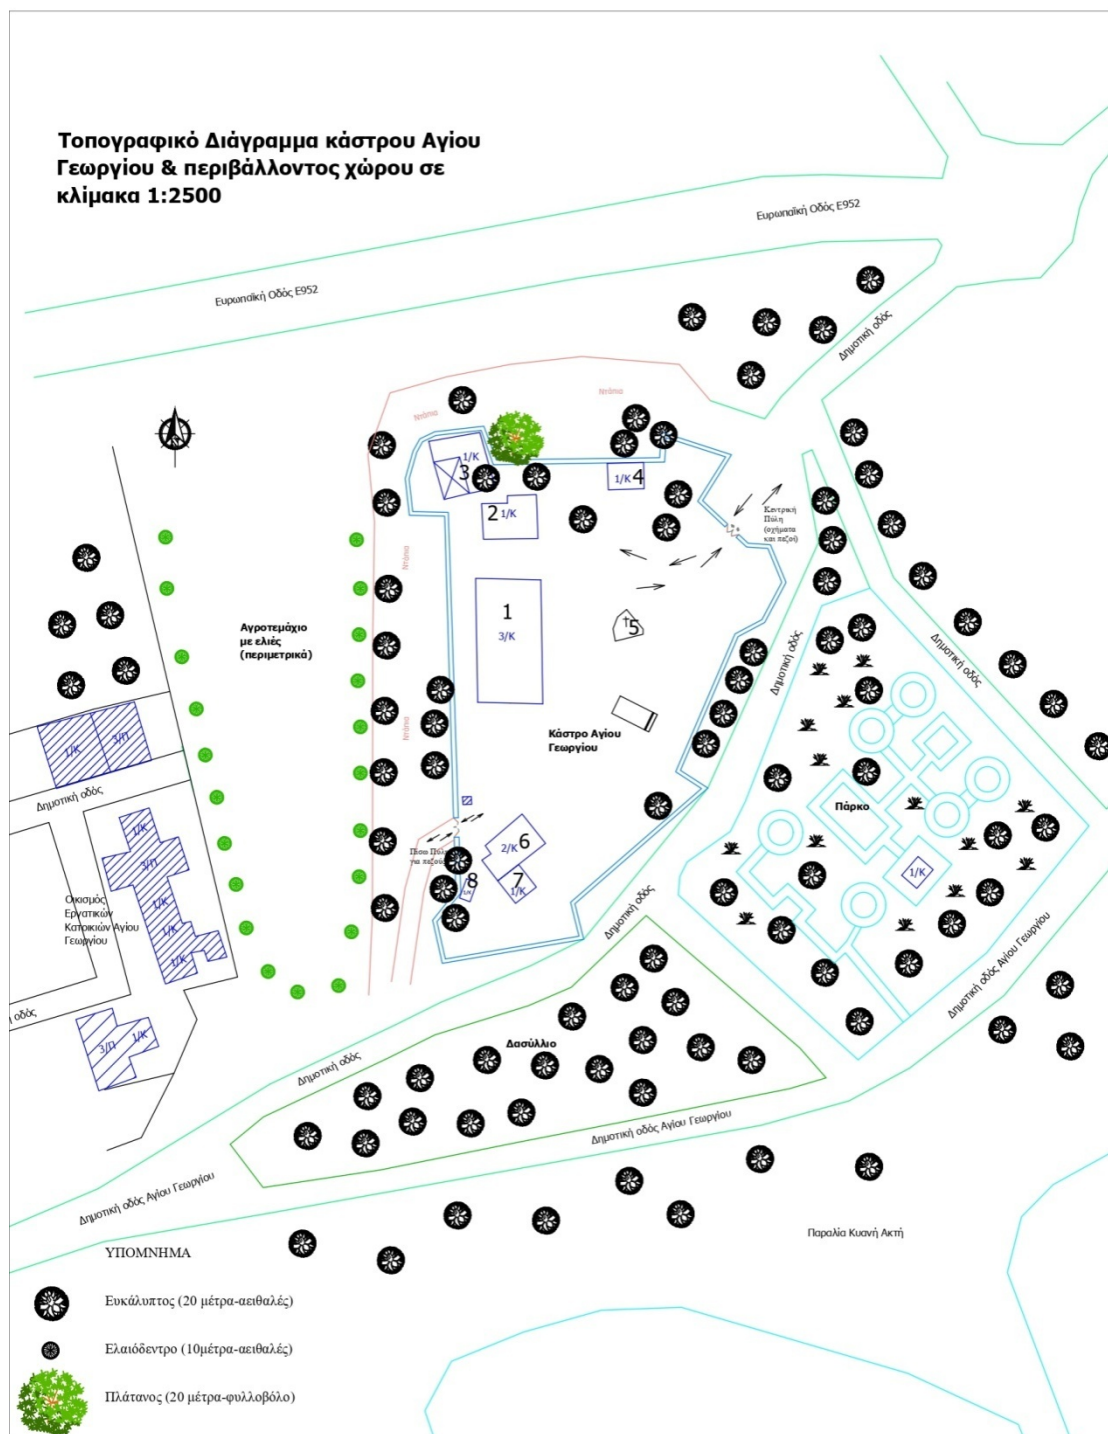 Τοπογραφικό Διάγραμμα κάστρου Αγίου
Γεωργίου & περιβάλλοντος χώρου σε
κλίμακα 1:2500
Ευρωπαϊκή Οδός Ε952
Ευρωπαϊκή Οδός Ε952
Δημοτική οδός
Ντάπια
Ντάπια
1/Κ
3
1/Κ
4
2
1/Κ
Κεντρική
Πύλη
(οχήματα
και πεζοί)
Ντάπια
1
3/Κ
†5
Αγροτεμάχιο
με ελιές
(περιμετρικά)
Δημοτική οδός
Δημοτική οδός
Ντάπια
Κάστρο Αγίου
Γεωργίου
1/Κ
3/Π
Δημοτική οδός
Πάρκο
1/Κ
3/Π
1/Κ
1/Κ
1/Κ
Πίσω Πύλη
για πεζούς
2/Κ
6
7
1/Κ
8
1/Κ
Οικισμός
Εργατικών
Κατοικιών Αγίου
Γεωργίου
Δημοτική οδός
Δημοτική οδός Αγίου Γεωργίου
ή οδός
3/Π
1/Κ
Δασύλλιο
Δημοτική οδός
Δημοτική οδός Αγίου Γεωργίου
Δημοτική οδός Αγίου Γεωργίου
Παραλία Κυανή Ακτή
ΥΠΟΜΝΗΜΑ
Ευκάλυπτος (20 μέτρα-αειθαλές)
Ελαιόδεντρο (10μέτρα-αειθαλές)
Πλάτανος (20 μέτρα-φυλλοβόλο)